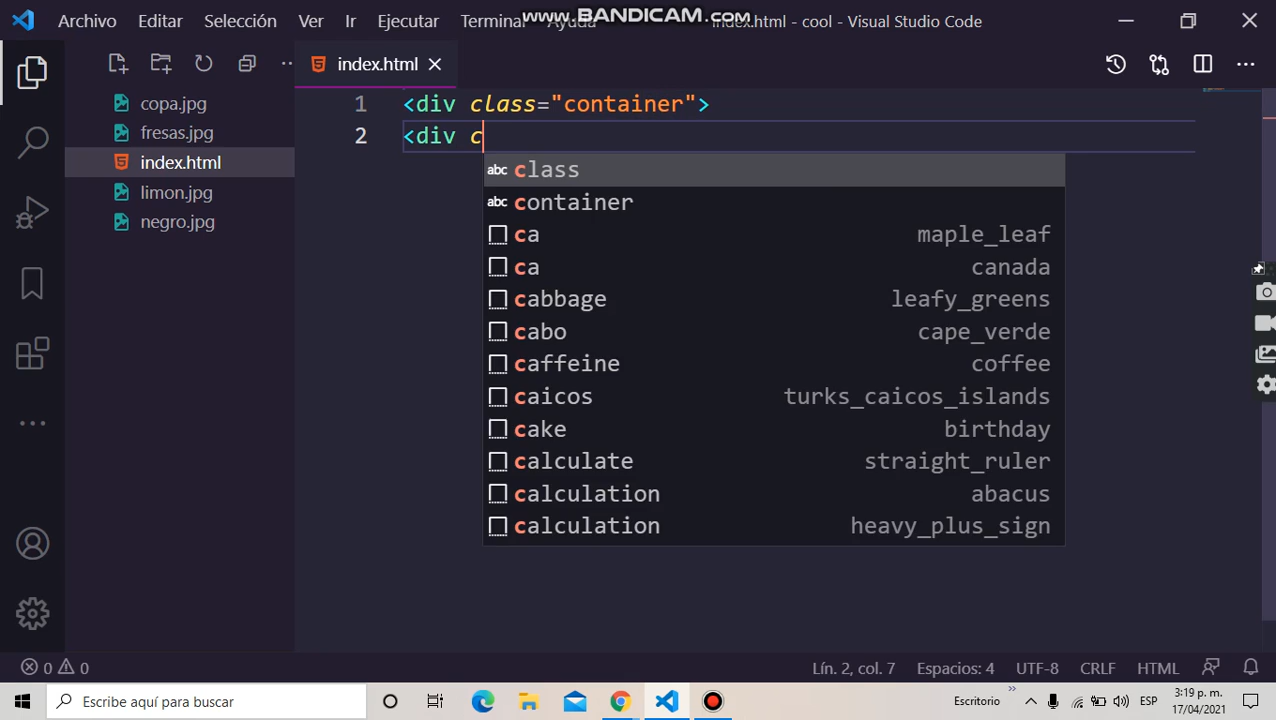 Archivo Editar Selección Ver Ir Ejecutar Terminal Ayuda index.html - cool - Visual Studio Code
www.BANDICAM.com
index.html
copa.jpg
fresas.jpg
index.html
limon.jpg
negro.jpg
1 <div class="container">
2 <div c
abc class
abc container
ca maple_leaf
ca canada
cabbage leafy_greens
cabo cape_verde
caffeine coffee
caicos turks_caicos_islands
cake birthday
calculate straight_ruler
calculation abacus
calculation heavy_plus_sign
0 0 Lín. 2, col. 7 Espacios: 4 UTF-8 CRLF HTML
Escribe aquí para buscar Escritorio » ESP 3:19 p. m.
17/04/2021